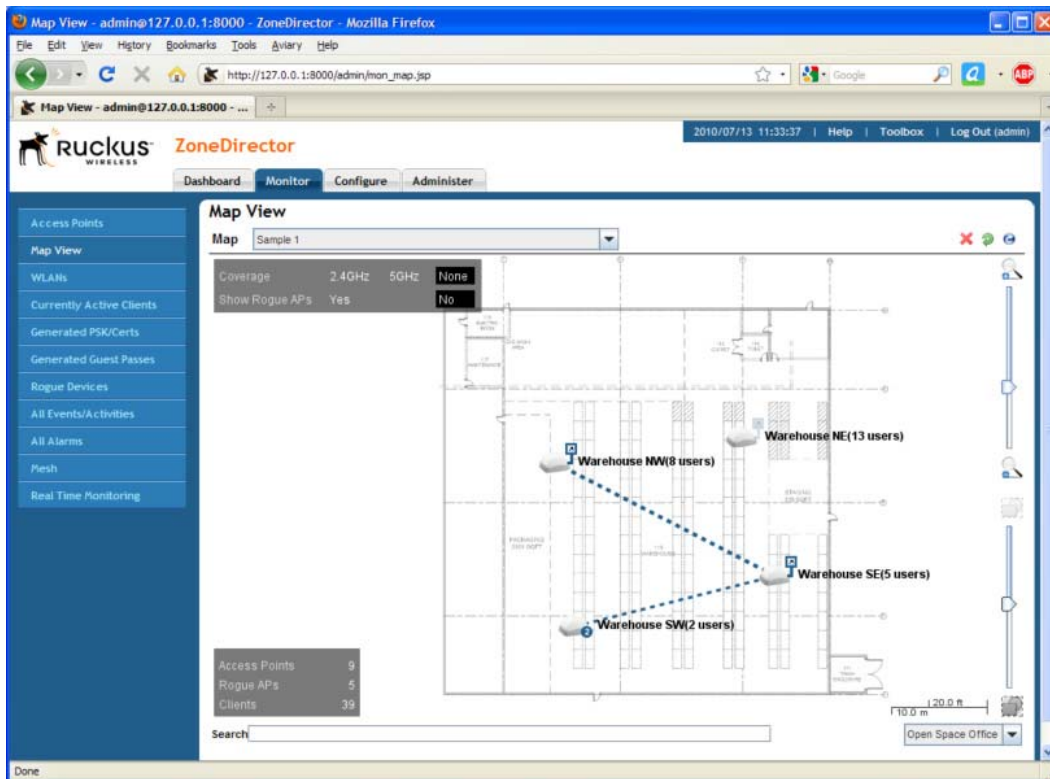 Map View - admin@127.0.0.1:8000 - ZoneDirector - Mozilla Firefox
File Edit View History Bookmarks Tools Aviary Help
http://127.0.0.1:8000/admin/mon_map.jsp
Google
ABP
Map View - admin@127.0.0.1:8000 - ...
2010/07/13 11:33:37 | Help | Toolbox | Log Out (admin)
RUCKUS WIRELESS
ZoneDirector
Dashboard Monitor Configure Administer
Access Points
Map View
WLANs
Currently Active Clients
Generated PSK/Certs
Generated Guest Passes
Rogue Devices
All Events/Activities
All Alarms
Mesh
Real Time Monitoring
Map View
Map Sample 1
Coverage 2.4GHz 5GHz None
Show Rogue APs Yes No
Warehouse NE(13 users)
Warehouse NW(8 users)
Warehouse SE(5 users)
Warehouse SW(2 users)
2
Access Points 9
Rogue APs 5
Clients 39
20.0 ft
10.0 m
Search
Open Space Office
Done